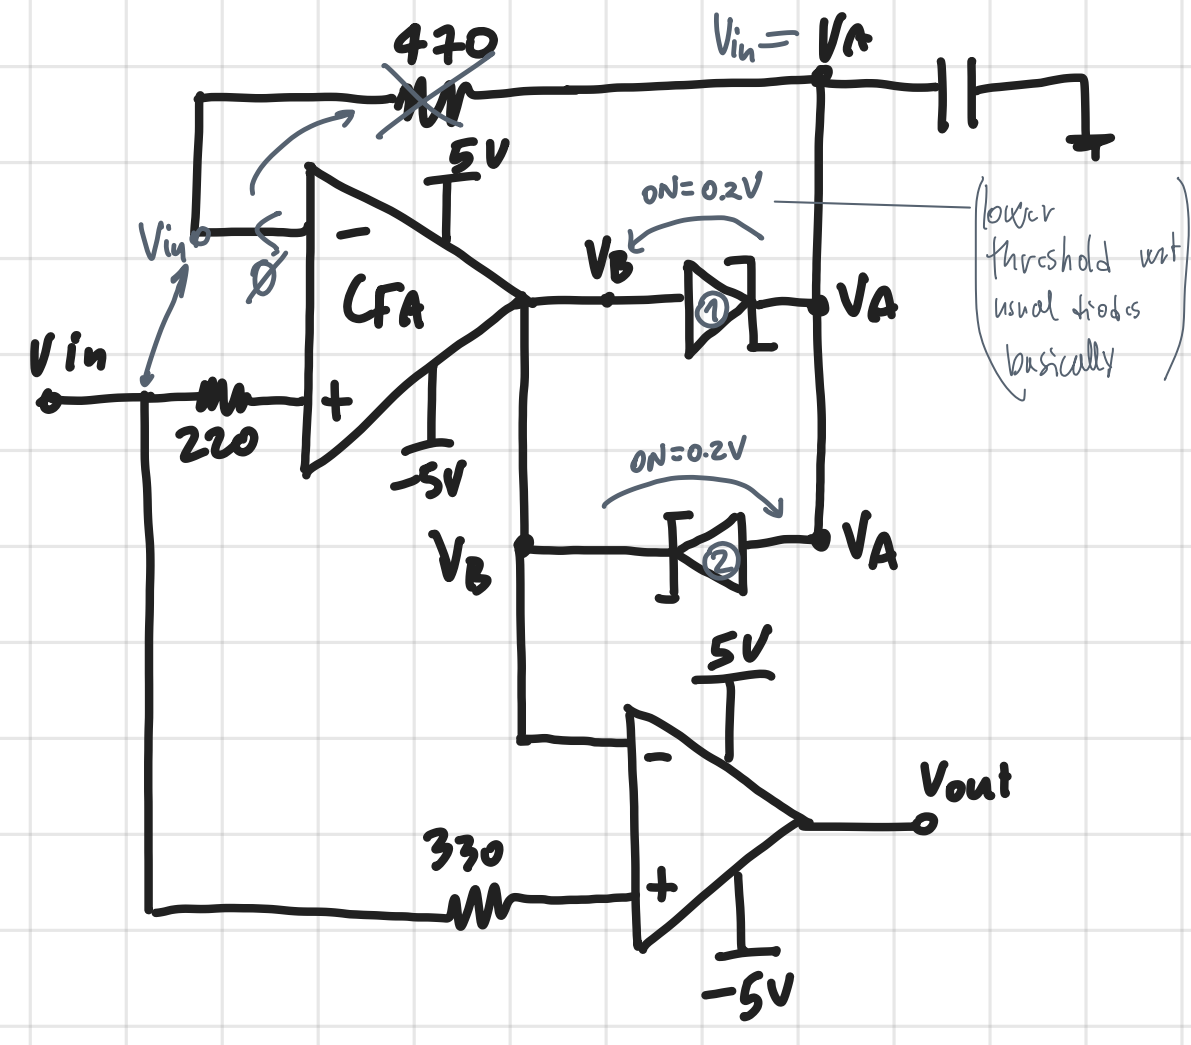 470
Vin = VA
5V
ON=0.2V
lower
threshold wrt
usual diodes
basically
Vin
Ø
−
CFA
VB
1
VA
Vin
220
+
−5V
ON=0.2V
VB
2
VA
5V
−
Vout
330
+
−5V